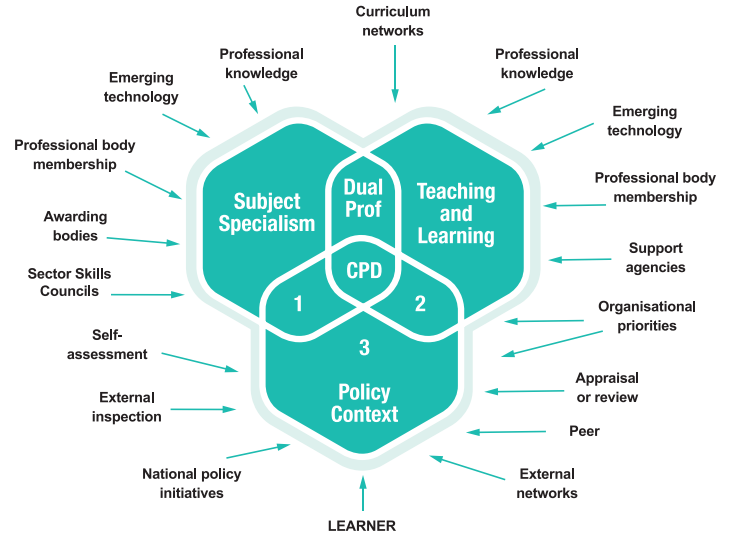 Curriculum
networks
Professional
knowledge
Professional
knowledge
Emerging
technology
Emerging
technology
Professional body
membership
Professional body
membership
Awarding
bodies
Support
agencies
Sector Skills
Councils
Organisational
priorities
Self-
assessment
Appraisal
or review
External
inspection
Peer
National policy
initiatives
External
networks
LEARNER
Subject
Specialism
Dual
Prof
Teaching
and
Learning
CPD
1
2
3
Policy
Context